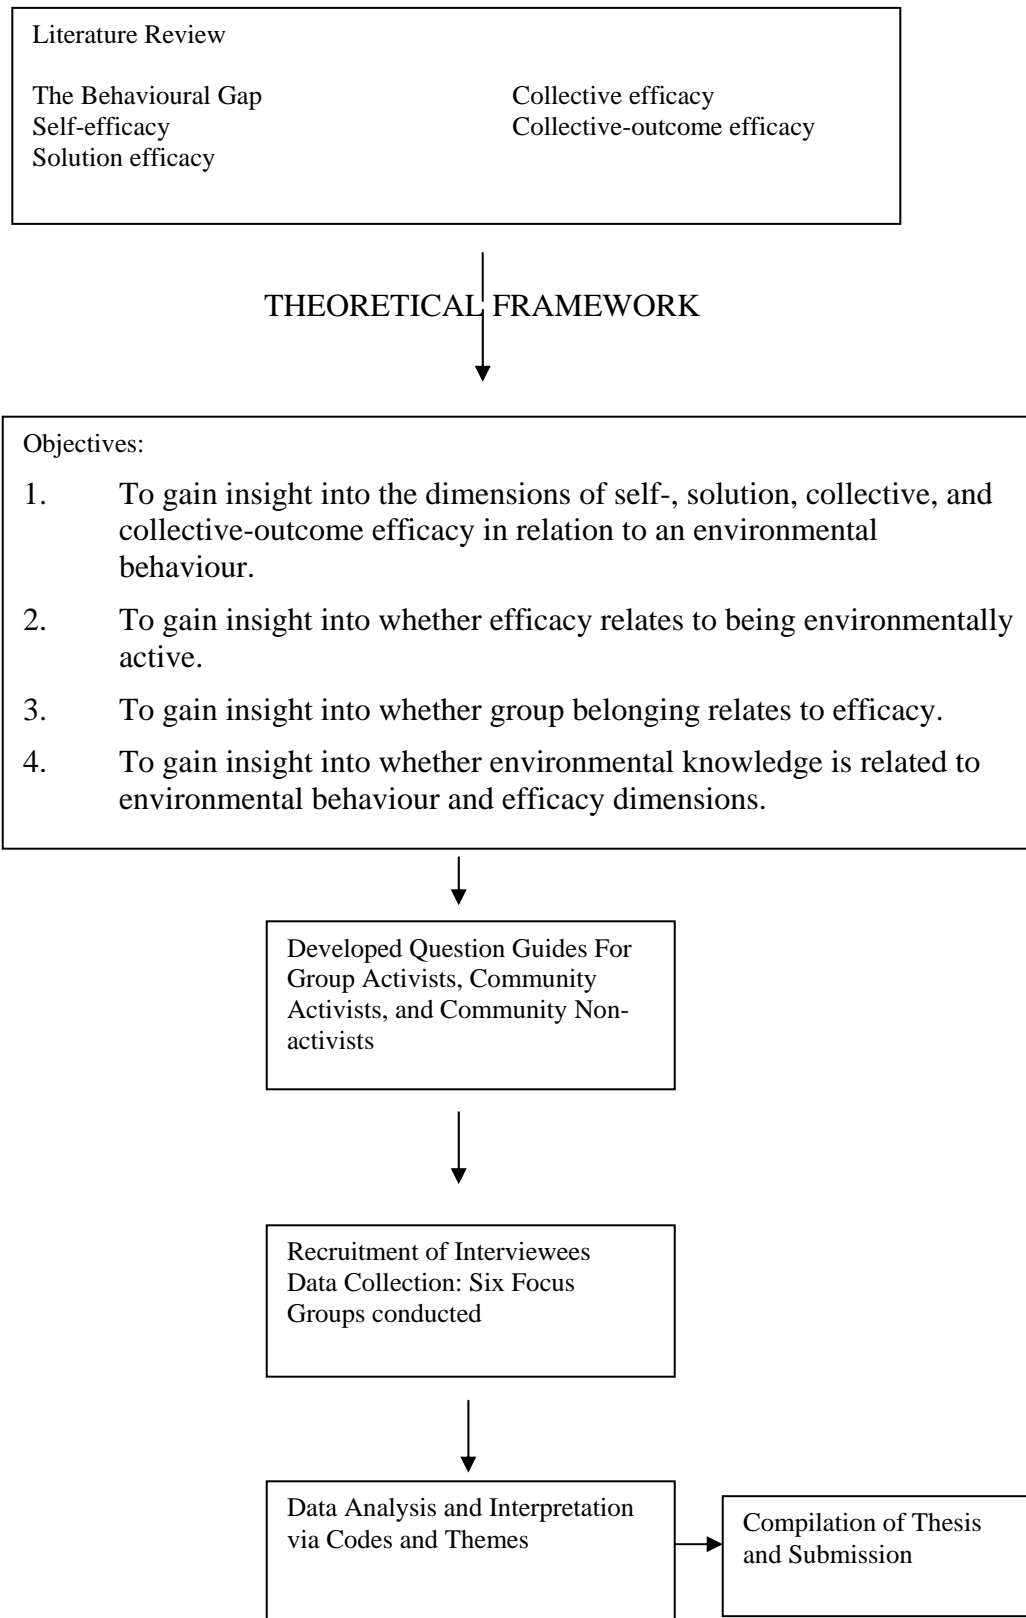 Literature Review
The Behavioural Gap
Self-efficacy
Solution efficacy
Collective efficacy
Collective-outcome efficacy
THEORETICAL FRAMEWORK
Objectives:
1. To gain insight into the dimensions of self-, solution, collective, and
collective-outcome efficacy in relation to an environmental
behaviour.
2. To gain insight into whether efficacy relates to being environmentally
active.
3. To gain insight into whether group belonging relates to efficacy.
4. To gain insight into whether environmental knowledge is related to
environmental behaviour and efficacy dimensions.
Developed Question Guides For
Group Activists, Community
Activists, and Community Non-
activists
Recruitment of Interviewees
Data Collection: Six Focus
Groups conducted
Data Analysis and Interpretation
via Codes and Themes
Compilation of Thesis
and Submission